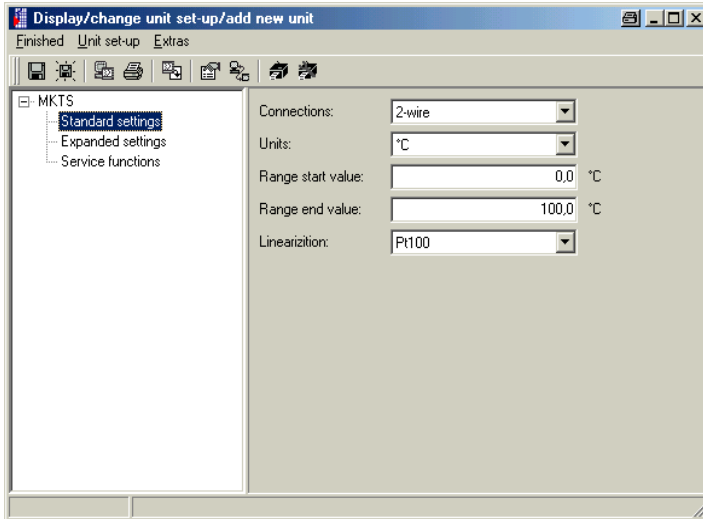 Display/change unit set-up/add new unit
Finished Unit set-up Extras
MKTS
Standard settings
Expanded settings
Service functions
Connections: 2-wire
Units: °C
Range start value: 0,0 °C
Range end value: 100,0 °C
Linearizition: Pt100